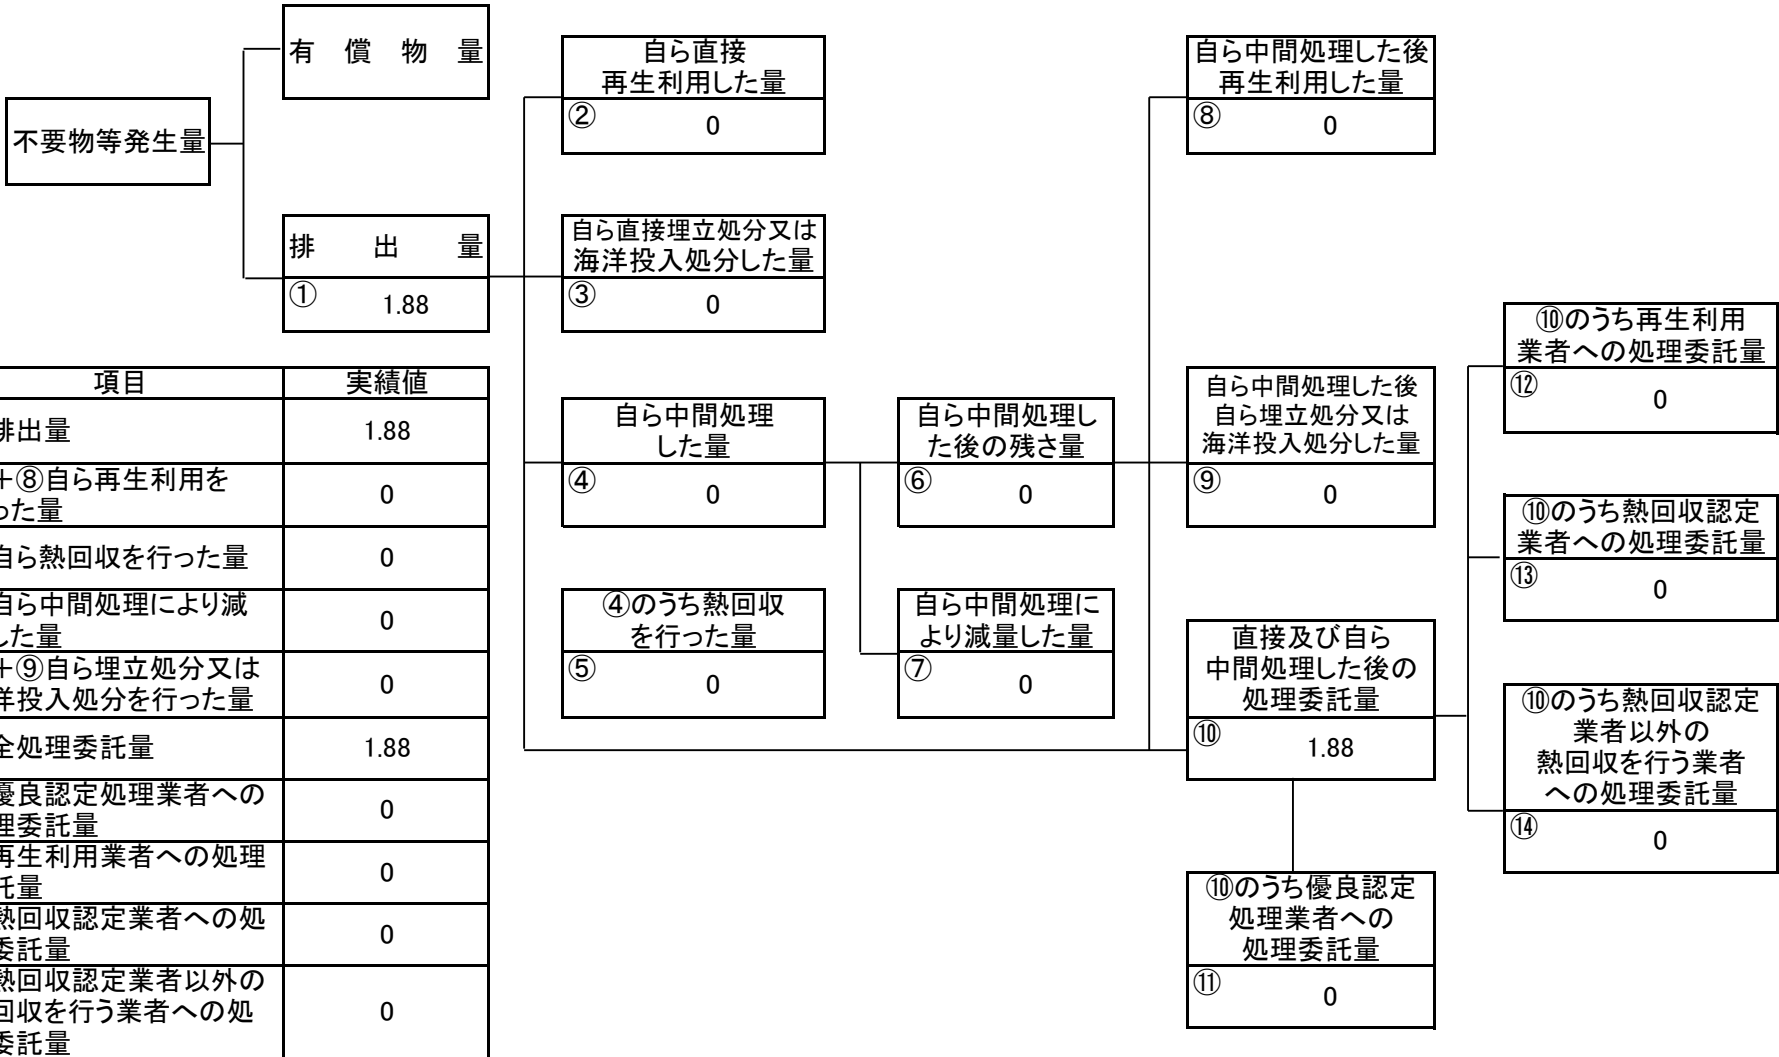 有償物量
不要物等発生量
排出量
① 1.88
自ら直接
再生利用した量
② 0
自ら直接埋立処分又は
海洋投入処分した量
③ 0
自ら中間処理
した量
④ 0
④のうち熱回収
を行った量
⑤ 0
自ら中間処理し
た後の残さ量
⑥ 0
自ら中間処理に
より減量した量
⑦ 0
自ら中間処理した後
再生利用した量
⑧ 0
自ら中間処理した後
自ら埋立処分又は
海洋投入処分した量
⑨ 0
直接及び自ら
中間処理した後の
処理委託量
⑩ 1.88
⑩のうち優良認定
処理業者への
処理委託量
⑪ 0
⑩のうち再生利用
業者への処理委託量
⑫ 0
⑩のうち熱回収認定
業者への処理委託量
⑬ 0
⑩のうち熱回収認定
業者以外の
熱回収を行う業者
への処理委託量
⑭ 0
項目 実績値
排出量 1.88
+⑧自ら再生利用を
った量 0
自ら熱回収を行った量 0
自ら中間処理により減
した量 0
+⑨自ら埋立処分又は
洋投入処分を行った量 0
全処理委託量 1.88
優良認定処理業者への
理委託量 0
再生利用業者への処理
託量 0
熱回収認定業者への処
委託量 0
熱回収認定業者以外の
回収を行う業者への処
委託量 0